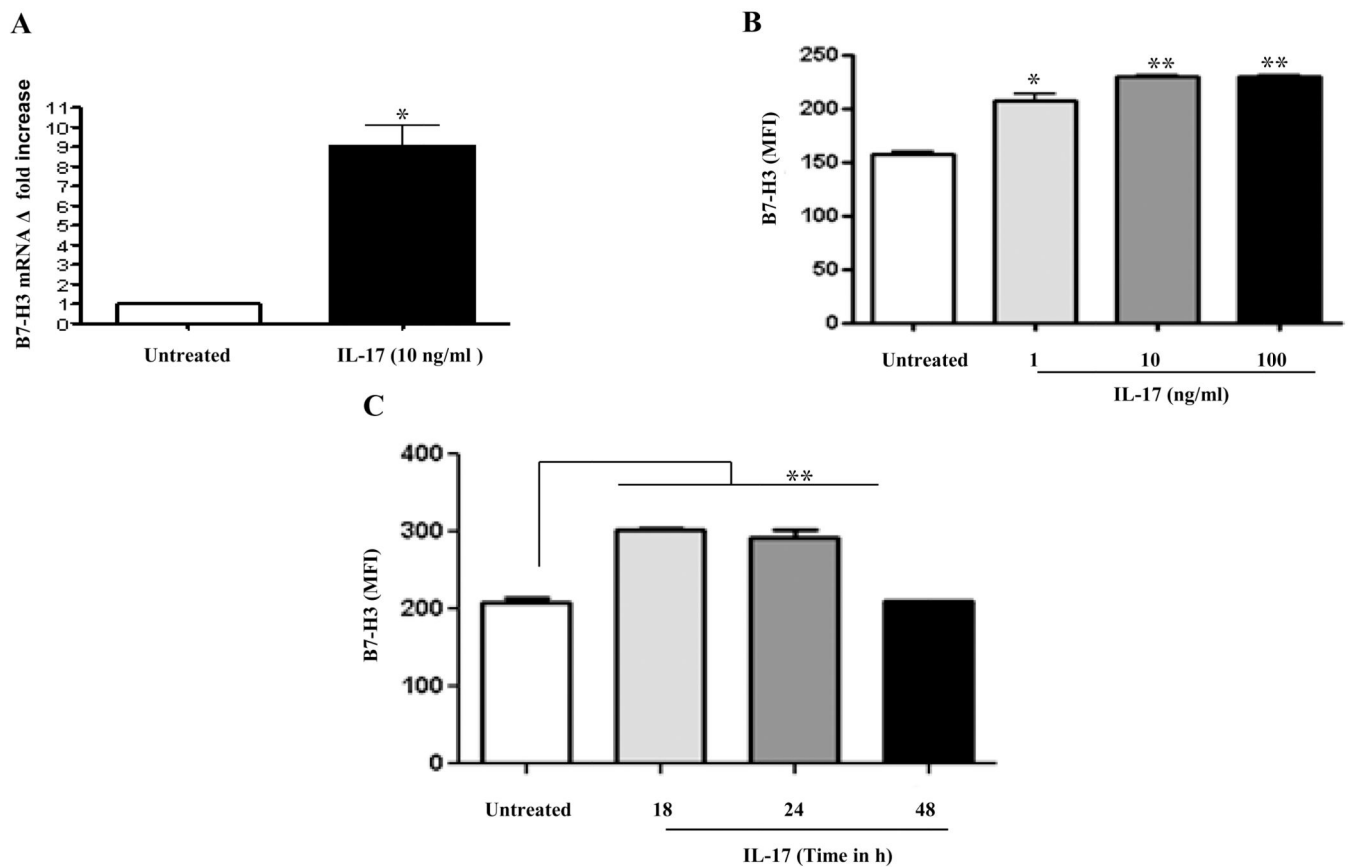 A
B7-H3 mRNA Δ fold increase
11
10
9
8
7
6
5
4
3
2
1
0
*
Untreated
IL-17 (10 ng/ml )
B
B7-H3 (MFI)
250
200
150
100
50
0
*
**
**
Untreated
1
10
100
IL-17 (ng/ml)
C
B7-H3 (MFI)
400
300
200
100
0
**
Untreated
18
24
48
IL-17 (Time in h)